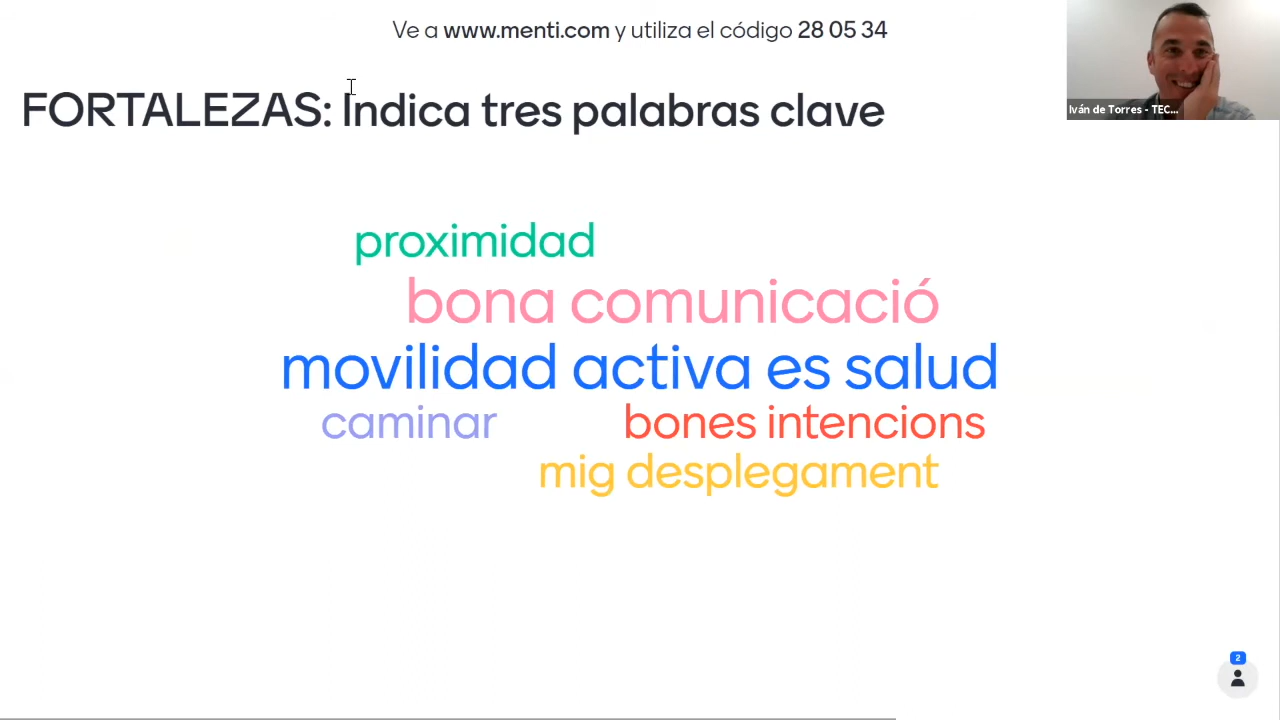 Ve a www.menti.com y utiliza el código 28 05 34
FORTALEZAS: Indica tres palabras clave
Iván de Torres - TEC...
proximidad
bona comunicació
movilidad activa es salud
caminar
bones intencions
mig desplegament
2